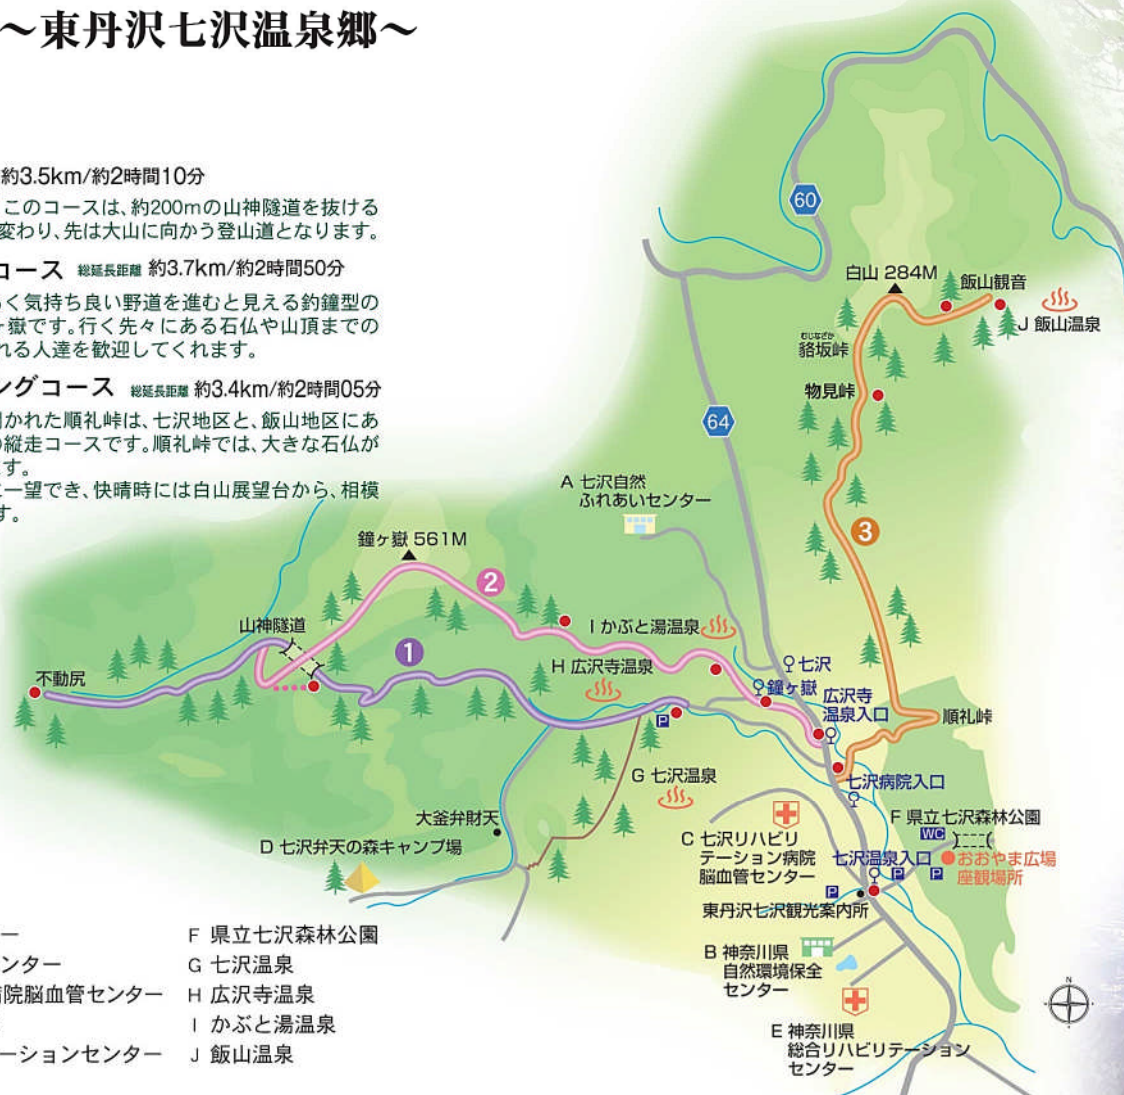 ～東丹沢七沢温泉郷～
約3.5km/約2時間10分
このコースは、約200mの山神隧道を抜ける
変わり、先は大山に向かう登山道となります。
コース 総延長距離 約3.7km/約2時間50分
く気持ち良い野道を進むと見える釣鐘型の
嶽です。行く先々にある石仏や山頂までの
れる人達を歓迎してくれます。
ングコース 総延長距離 約3.4km/約2時間05分
かれた順礼峠は、七沢地区と、飯山地区にあ
縦走コースです。順礼峠では、大きな石仏が
す。
一望でき、快晴時には白山展望台から、相模
す。
60
白山 284M
飯山観音
J 飯山温泉
むじなざか
貉坂峠
物見峠
64
A 七沢自然
ふれあいセンター
3
鐘ヶ嶽 561M
2
山神隧道
I かぶと湯温泉
1
H 広沢寺温泉
不動尻
七沢
鐘ヶ嶽
広沢寺
温泉入口
順礼峠
P
G 七沢温泉
七沢病院入口
大釜弁財天
D 七沢弁天の森キャンプ場
C 七沢リハビリ
テーション病院
脳血管センター
F 県立七沢森林公園
WC
七沢温泉入口
おおやま広場
座観場所
P
P
P
東丹沢七沢観光案内所
B 神奈川県
自然環境保全
センター
E 神奈川県
総合リハビリテーション
センター
N
ー
ンター
病院脳血管センター
ーションセンター
F 県立七沢森林公園
G 七沢温泉
H 広沢寺温泉
I かぶと湯温泉
J 飯山温泉